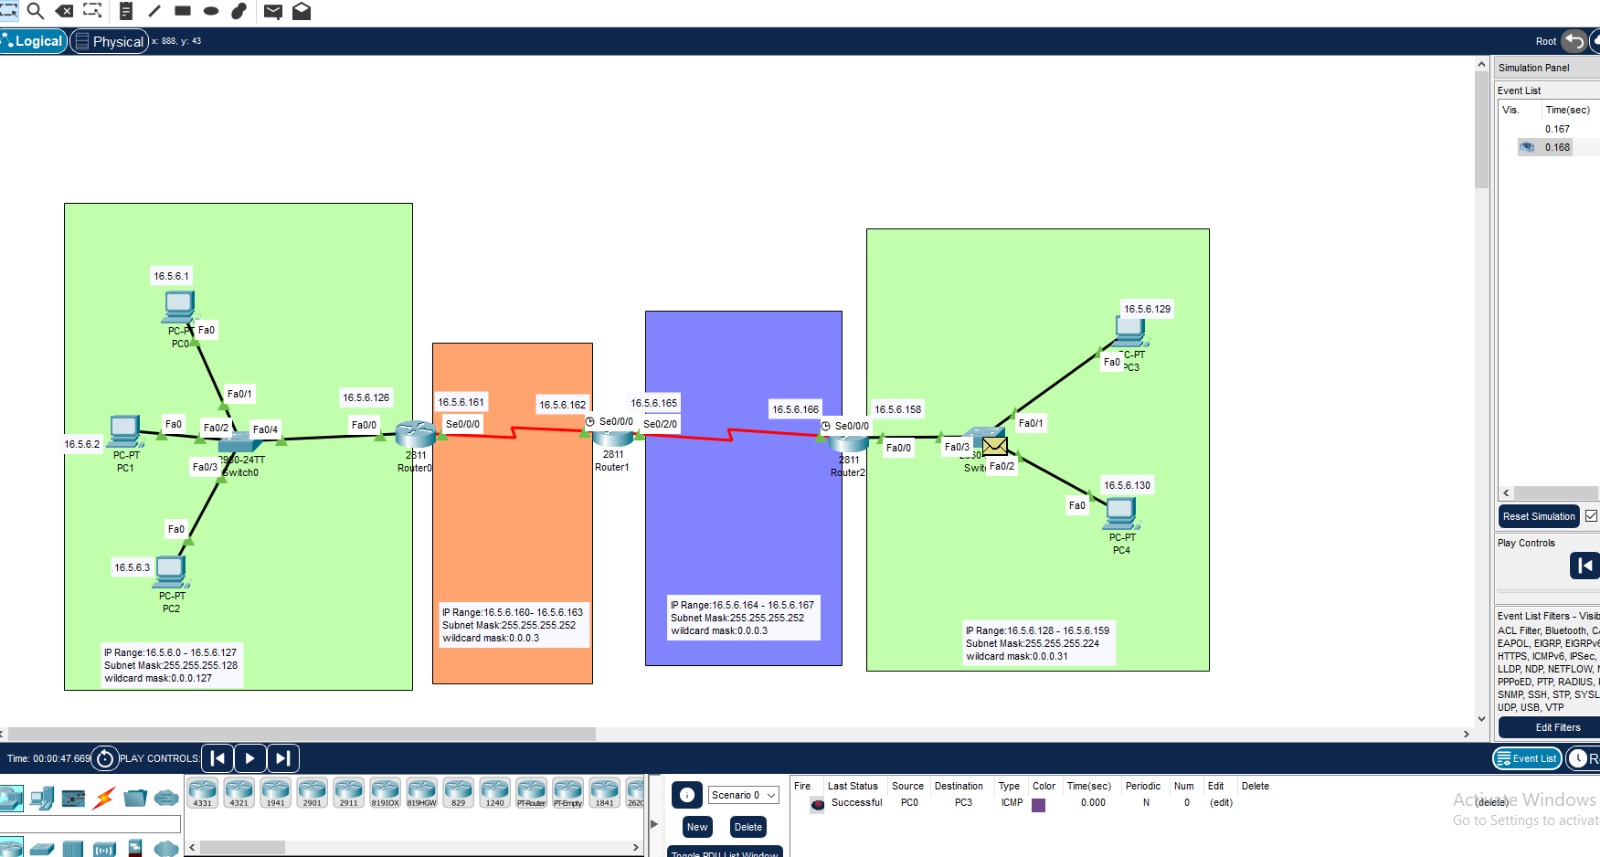 Logical
Physical
x: 888, y: 43
Root
Simulation Panel
Event List
Vis.
Time(sec)
0.167
0.168
16.5.6.1
PC0
Fa0
Fa0/1
16.5.6.2
PC-PT
PC1
Fa0
Fa0/2
Fa0/4
Fa0/3
Switch0
Fa0
16.5.6.3
PC-PT
PC2
16.5.6.126
Fa0/0
2811
Router0
IP Range:16.5.6.0 - 16.5.6.127
Subnet Mask:255.255.255.128
wildcard mask:0.0.0.127
16.5.6.161
Se0/0/0
16.5.6.162
Se0/0/0
2811
Router1
IP Range:16.5.6.160- 16.5.6.163
Subnet Mask:255.255.255.252
wildcard mask:0.0.0.3
16.5.6.165
Se0/2/0
16.5.6.166
Se0/0/0
2811
Router2
IP Range:16.5.6.164 - 16.5.6.167
Subnet Mask:255.255.255.252
wildcard mask:0.0.0.3
16.5.6.158
Fa0/0
Fa0/3
Fa0/1
Fa0/2
16.5.6.129
Fa0
PC3
16.5.6.130
Fa0
PC-PT
PC4
IP Range:16.5.6.128 - 16.5.6.159
Subnet Mask:255.255.255.224
wildcard mask:0.0.0.31
Reset Simulation
Play Controls
Event List Filters - Visib
ACL Filter, Bluetooth, CA
EAPOL, EIGRP, EIGRPv6
HTTPS, ICMPv6, IPSec,
LLDP, NDP, NETFLOW, N
PPPoED, PTP, RADIUS,
SNMP, SSH, STP, SYSL
UDP, USB, VTP
Edit Filters
Time: 00:00:47.669
PLAY CONTROLS:
Event List
4331
4321
1941
2901
2911
819IOX
819HGW
829
1240
PT-Router
PT-Empty
1841
2620
Scenario 0
New
Delete
Toggle PDU List Window
Fire Last Status Source Destination Type Color Time(sec) Periodic Num Edit Delete
Successful PC0 PC3 ICMP 0.000 N 0 (edit) (delete)
Activate Windows
Go to Settings to activat